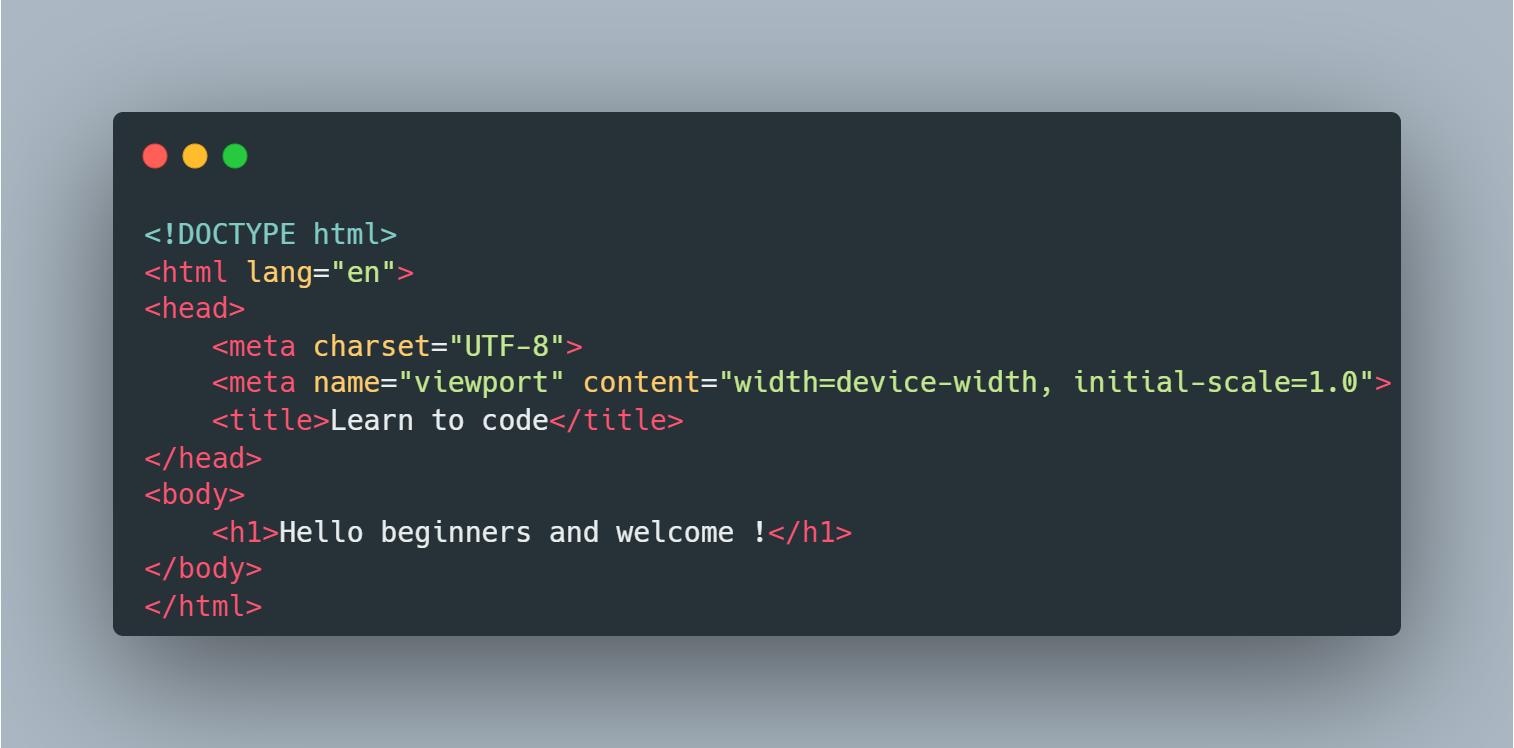 <!DOCTYPE html>
<html lang="en">
<head>
    <meta charset="UTF-8">
    <meta name="viewport" content="width=device-width, initial-scale=1.0">
    <title>Learn to code</title>
</head>
<body>
    <h1>Hello beginners and welcome !</h1>
</body>
</html>